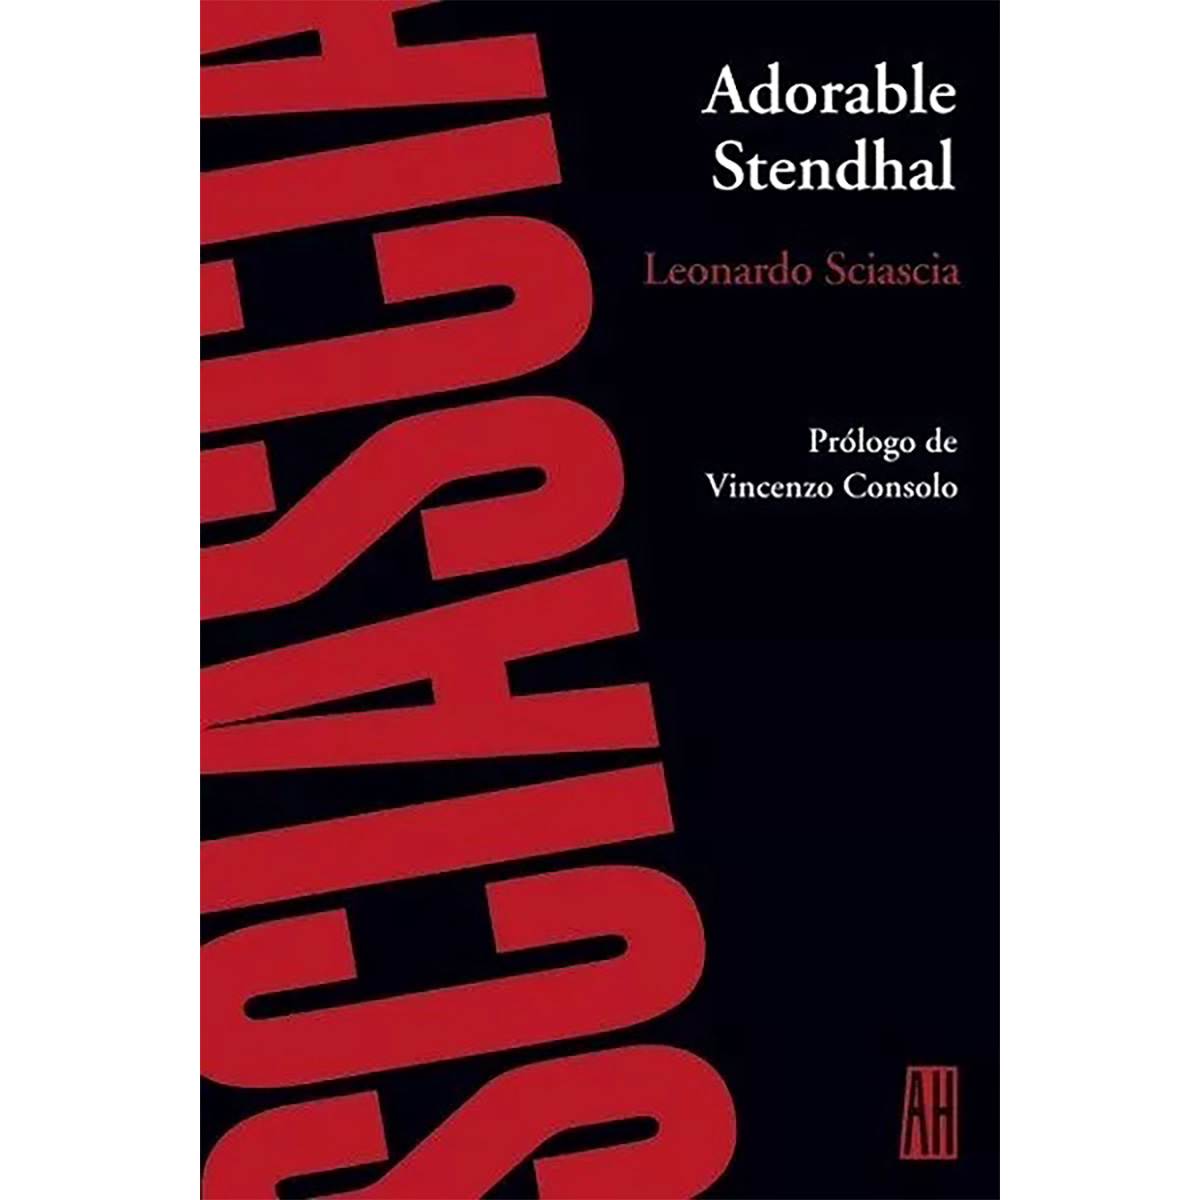 Adorable
Stendhal
Leonardo Sciascia
Prólogo de
Vincenzo Consolo
SCIASCIA
AH